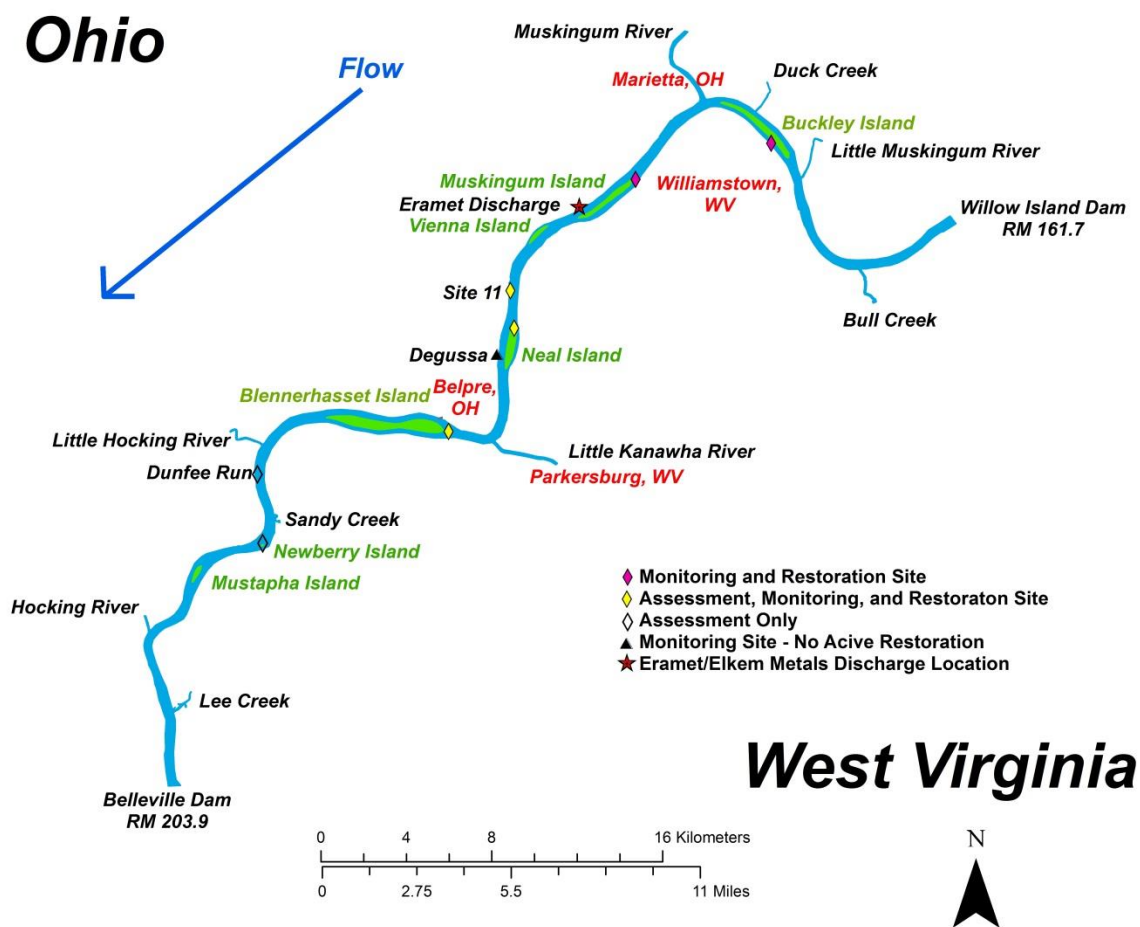 Ohio
Muskingum River
Flow
Marietta, OH
Duck Creek
Buckley Island
Little Muskingum River
Muskingum Island
Eramet Discharge
Vienna Island
Williamstown,
WV
Willow Island Dam
RM 161.7
Site 11
Bull Creek
Degussa
Neal Island
Blennerhasset Island
Belpre,
OH
Little Hocking River
Little Kanawha River
Dunfee Run
Parkersburg, WV
Sandy Creek
Newberry Island
Mustapha Island
Hocking River
Monitoring and Restoration Site
Assessment, Monitoring, and Restoraton Site
Assessment Only
Monitoring Site - No Acive Restoration
Eramet/Elkem Metals Discharge Location
Lee Creek
West Virginia
Belleville Dam
RM 203.9
0 4 8 16 Kilometers
0 2.75 5.5 11 Miles
N